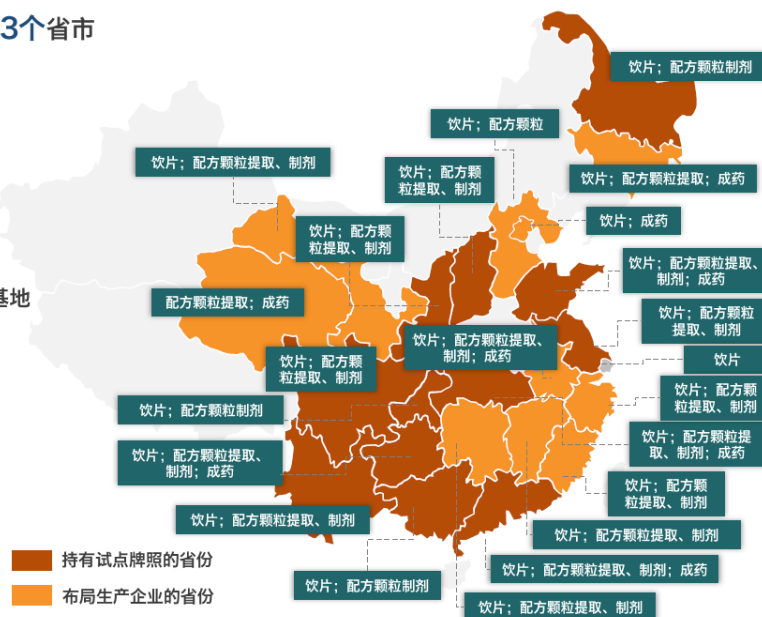 3个省市
饮片；配方颗粒制剂
饮片；配方颗粒
饮片；配方颗粒提取、制剂
饮片；配方颗
粒提取、制剂
饮片；配方颗粒提取；成药
饮片；成药
饮片；配方颗
粒提取、制剂
饮片；配方颗粒提取、
制剂；成药
基地
配方颗粒提取；成药
饮片；配方颗粒
提取、制剂
饮片；配方颗粒提取、
制剂；成药
饮片
饮片；配方颗
粒提取、制剂
饮片；配方颗
粒提取、制剂
饮片；配方颗粒制剂
饮片；配方颗粒提
取、制剂；成药
饮片；配方颗粒提取、
制剂；成药
饮片；配方颗
粒提取、制剂
饮片；配方颗粒提取、制剂
饮片；配方颗粒提取、制剂
持有试点牌照的省份
饮片；配方颗粒提取、制剂；成药
饮片；配方颗粒制剂
布局生产企业的省份
饮片；配方颗粒提取、制剂